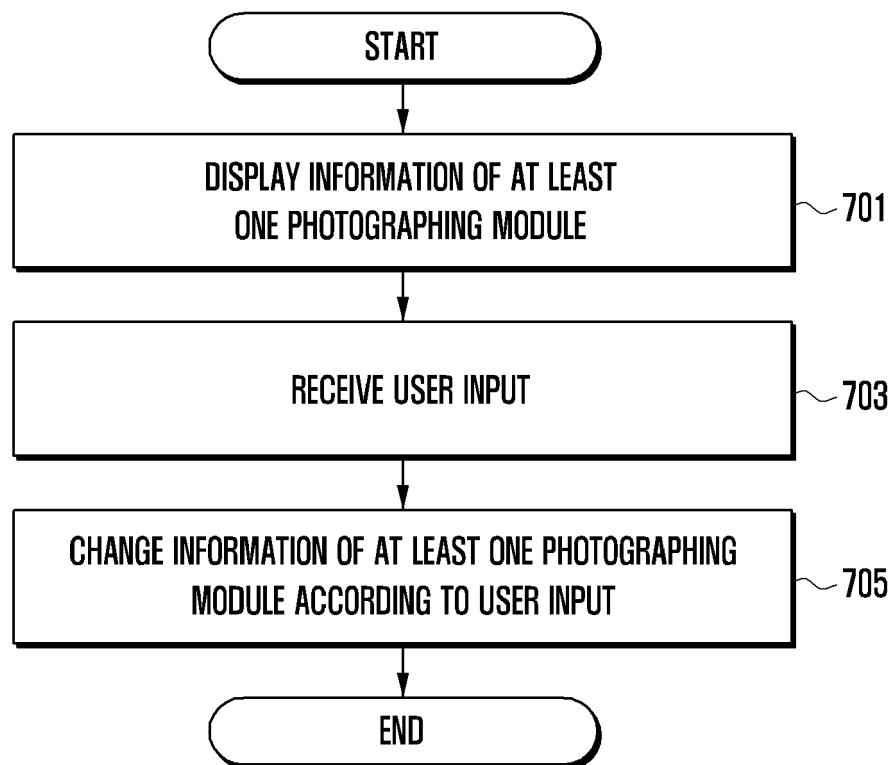 START
DISPLAY INFORMATION OF AT LEAST
ONE PHOTOGRAPHING MODULE
701
RECEIVE USER INPUT
703
CHANGE INFORMATION OF AT LEAST ONE PHOTOGRAPHING
MODULE ACCORDING TO USER INPUT
705
END